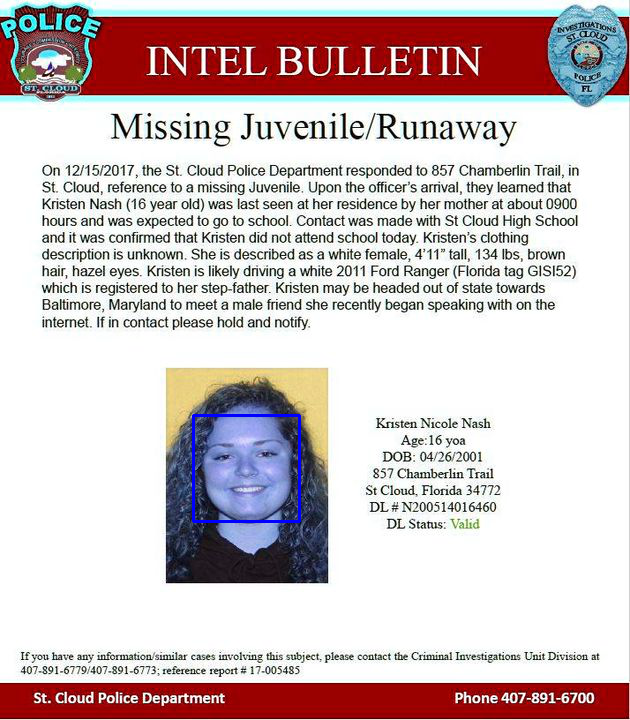 POLICE
ST. CLOUD
INTEL BULLETIN
INVESTIGATIONS
ST. CLOUD
POLICE
FL
Missing Juvenile/Runaway
On 12/15/2017, the St. Cloud Police Department responded to 857 Chamberlin Trail, in
St. Cloud, reference to a missing Juvenile. Upon the officer's arrival, they learned that
Kristen Nash (16 year old) was last seen at her residence by her mother at about 0900
hours and was expected to go to school. Contact was made with St Cloud High School
and it was confirmed that Kristen did not attend school today. Kristen's clothing
description is unknown. She is described as a white female, 4'11" tall, 134 lbs, brown
hair, hazel eyes. Kristen is likely driving a white 2011 Ford Ranger (Florida tag GISI52)
which is registered to her step-father. Kristen may be headed out of state towards
Baltimore, Maryland to meet a male friend she recently began speaking with on the
internet. If in contact please hold and notify.
Kristen Nicole Nash
Age:16 yoa
DOB: 04/26/2001
857 Chamberlin Trail
St Cloud, Florida 34772
DL # N200514016460
DL Status: Valid
If you have any information/similar cases involving this subject, please contact the Criminal Investigations Unit Division at
407-891-6779/407-891-6773; reference report # 17-005485
St. Cloud Police Department
Phone 407-891-6700